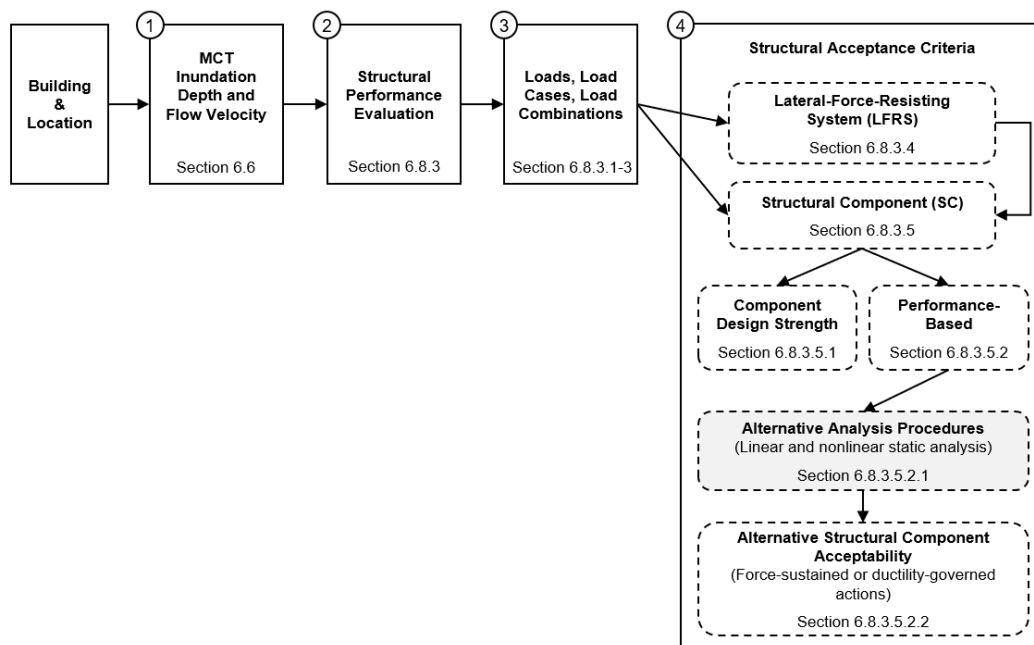 Building
&
Location
1
MCT
Inundation
Depth and
Flow Velocity
Section 6.6
2
Structural
Performance
Evaluation
Section 6.8.3
3
Loads, Load
Cases, Load
Combinations
Section 6.8.3.1-3
4
Structural Acceptance Criteria
Lateral-Force-Resisting
System (LFRS)
Section 6.8.3.4
Structural Component (SC)
Section 6.8.3.5
Component
Design Strength
Section 6.8.3.5.1
Performance-
Based
Section 6.8.3.5.2
Alternative Analysis Procedures
(Linear and nonlinear static analysis)
Section 6.8.3.5.2.1
Alternative Structural Component
Acceptability
(Force-sustained or ductility-governed
actions)
Section 6.8.3.5.2.2